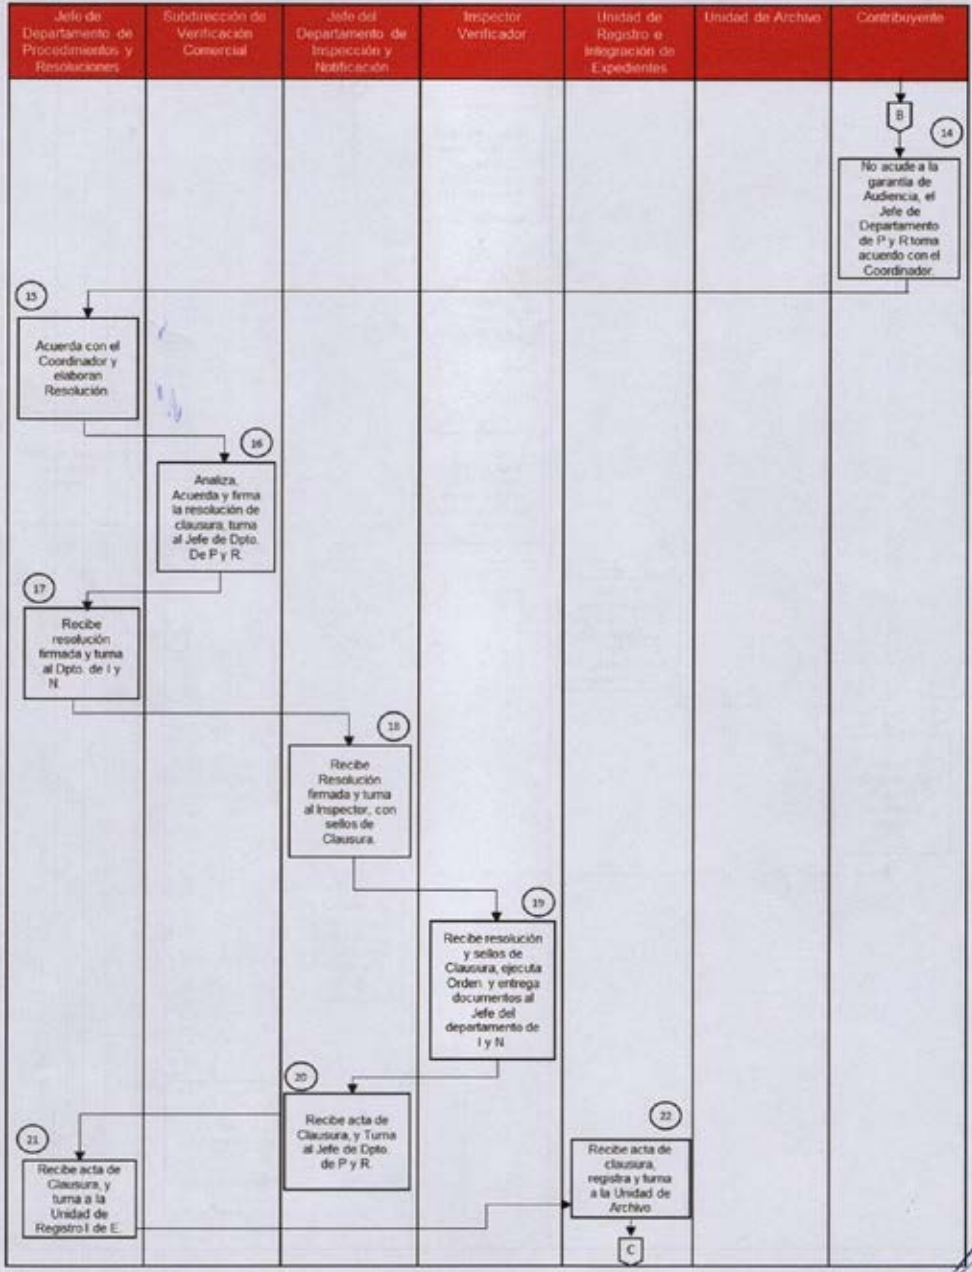 Jefe de
Departamento de
Procedimientos y
Resoluciones
Subdirección de
Verificación
Comercial
Jefe del
Departamento de
Inspección y
Notificación
Inspector
Verificador
Unidad de
Registro e
Integración de
Expedientes
Unidad de Archivo
Contribuyente
B
14
No acude a la
garantía de
Audiencia, el
Jefe de
Departamento
de P y R toma
acuerdo con el
Coordinador.
15
Acuerda con el
Coordinador y
elaboran
Resolución
16
Analiza,
Acuerda y firma
la resolución de
clausura, turna
al Jefe de Dpto.
De P y R.
17
Recibe
resolución
firmada y turna
al Dpto. de I y
N.
18
Recibe
Resolución
firmada y turna
al Inspector, con
sellos de
Clausura.
19
Recibe resolución
y sellos de
Clausura, ejecuta
Orden y entrega
documentos al
Jefe del
departamento de
I y N
20
Recibe acta de
Clausura, y Turna
al Jefe de Dpto.
de P y R.
21
Recibe acta de
Clausura, y
turna a la
Unidad de
Registro I de E.
22
Recibe acta de
clausura,
registra y turna
a la Unidad de
Archivo
C